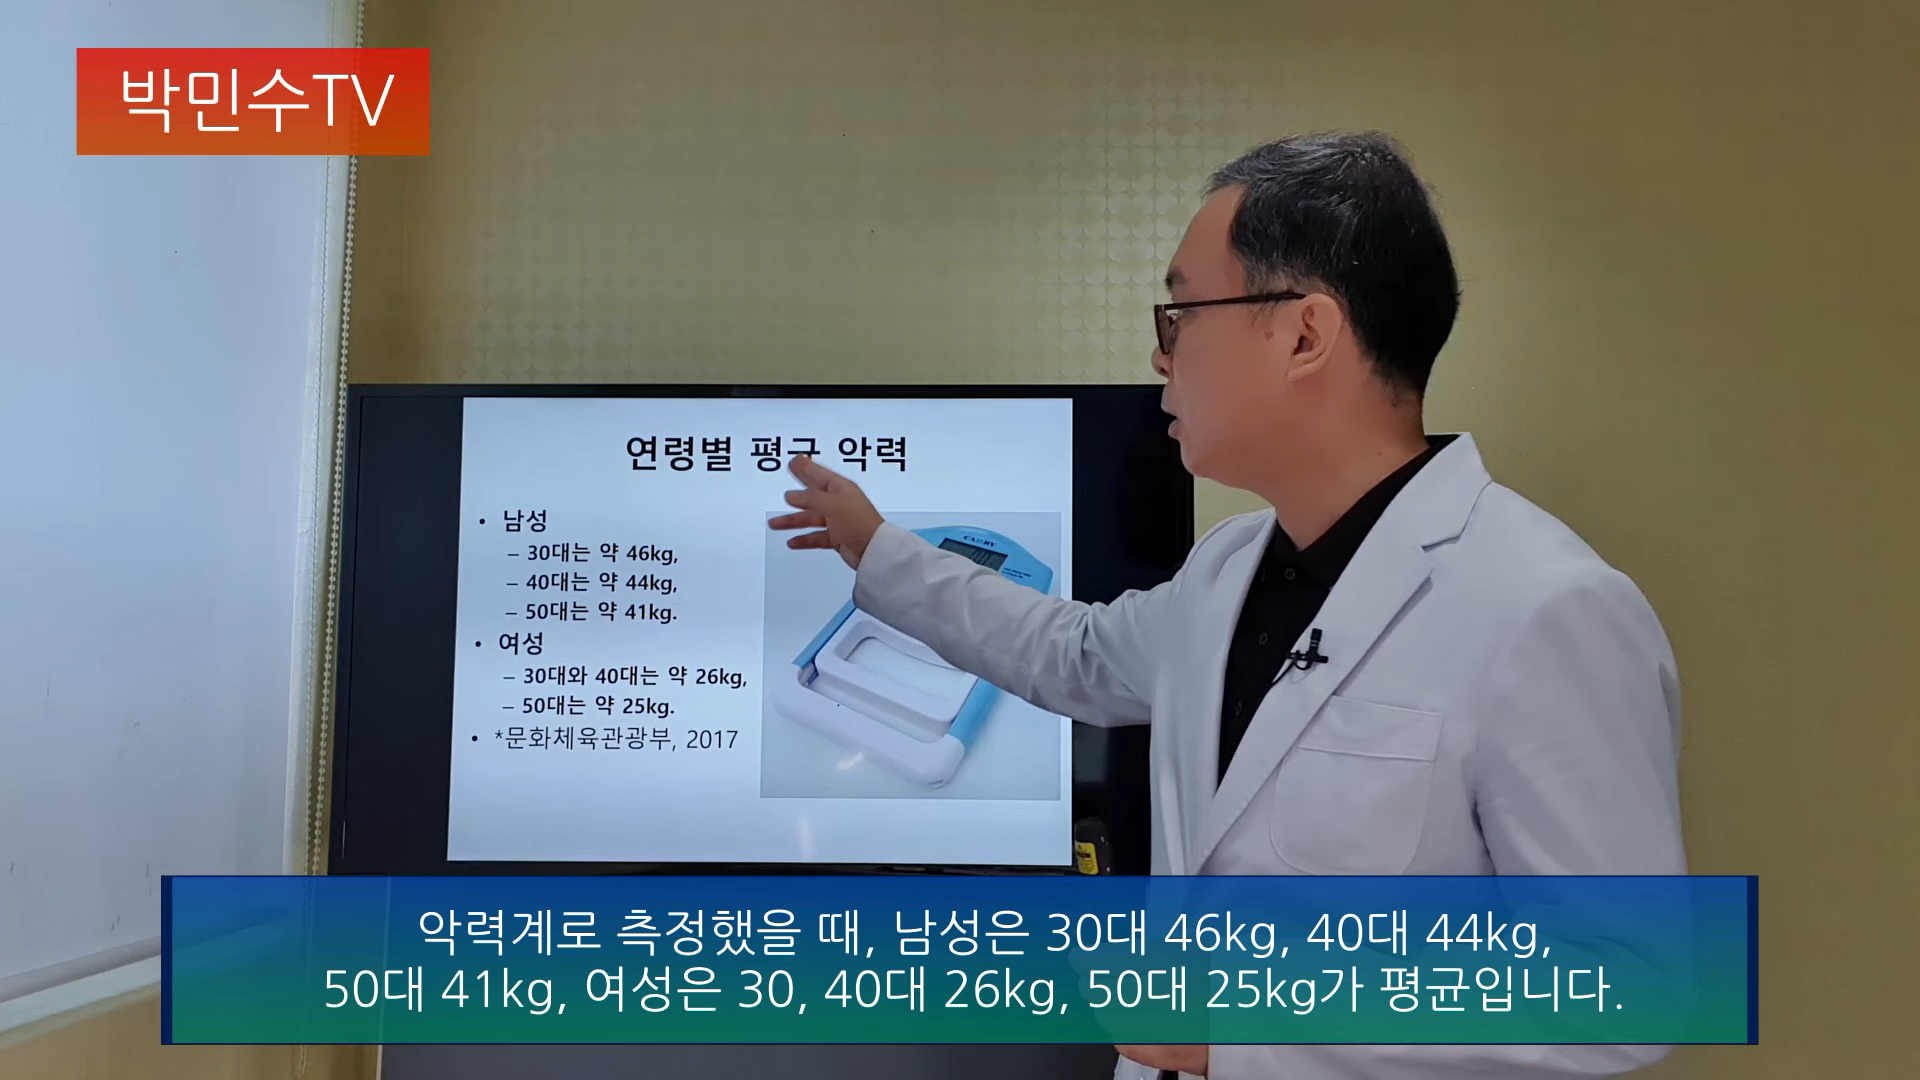 박민수TV
연령별 평균 악력
• 남성
– 30대는 약 46kg,
– 40대는 약 44kg,
– 50대는 약 41kg.
• 여성
– 30대와 40대는 약 26kg,
– 50대는 약 25kg.
• *문화체육관광부, 2017
CAMRY
악력계로 측정했을 때, 남성은 30대 46kg, 40대 44kg,
50대 41kg, 여성은 30, 40대 26kg, 50대 25kg가 평균입니다.